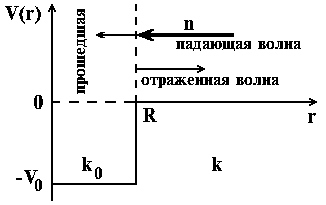 V(r)
прошедшая
n
падающая волна
отраженная волна
0
R
r
k0
k
-V0